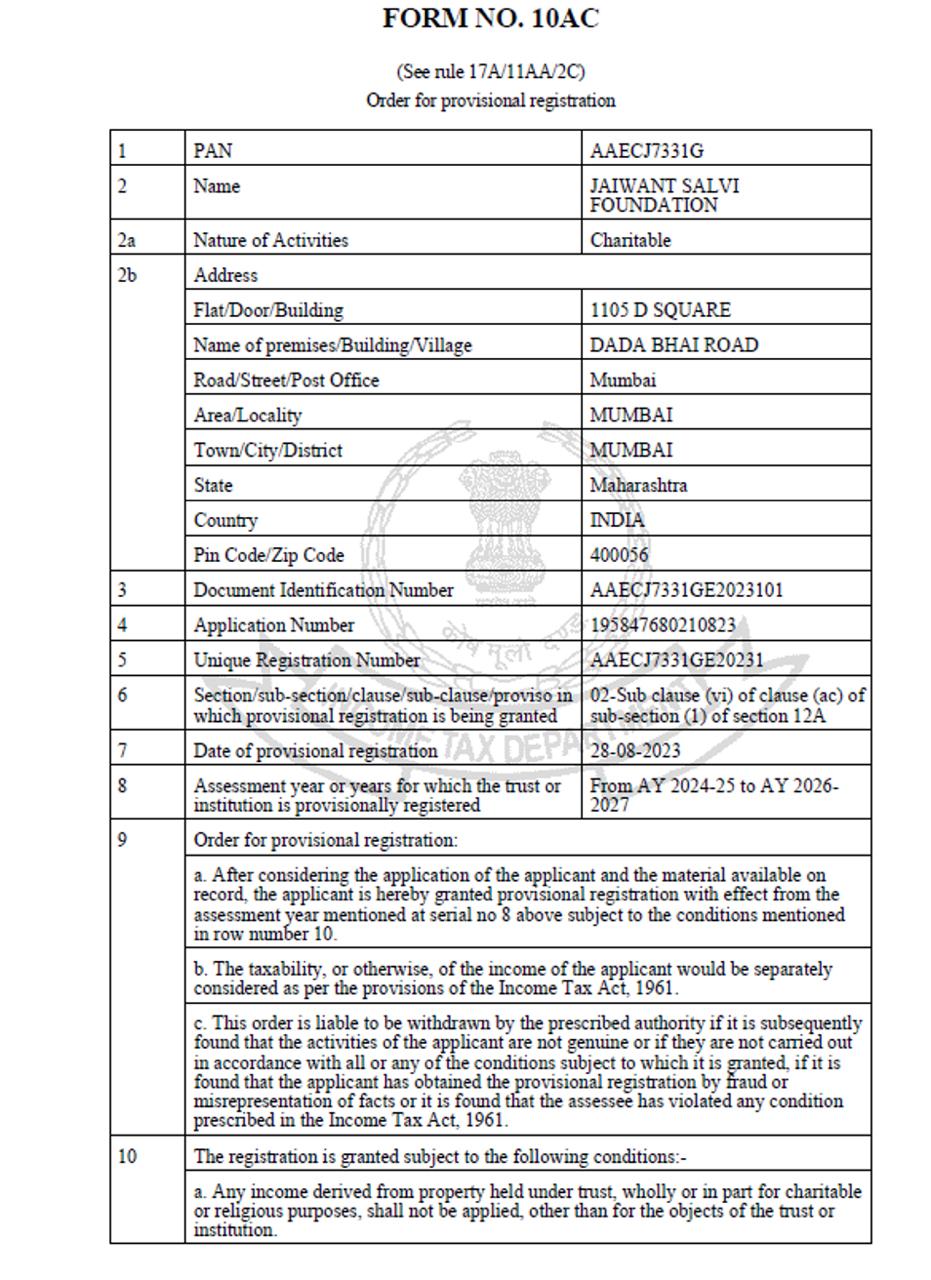 FORM NO. 10AC
(See rule 17A/11AA/2C)
Order for provisional registration
1 PAN AAECJ7331G
2 Name JAIWANT SALVI
FOUNDATION
2a Nature of Activities Charitable
2b Address
Flat/Door/Building 1105 D SQUARE
Name of premises/Building/Village DADA BHAI ROAD
Road/Street/Post Office Mumbai
Area/Locality MUMBAI
Town/City/District MUMBAI
State Maharashtra
Country INDIA
Pin Code/Zip Code 400056
3 Document Identification Number AAECJ7331GE2023101
4 Application Number 195847680210823
5 Unique Registration Number AAECJ7331GE20231
6 Section/sub-section/clause/sub-clause/proviso in 02-Sub clause (vi) of clause (ac) of
which provisional registration is being granted sub-section (1) of section 12A
7 Date of provisional registration 28-08-2023
8 Assessment year or years for which the trust or From AY 2024-25 to AY 2026-
institution is provisionally registered 2027
9 Order for provisional registration:
a. After considering the application of the applicant and the material available on
record, the applicant is hereby granted provisional registration with effect from the
assessment year mentioned at serial no 8 above subject to the conditions mentioned
in row number 10.
b. The taxability, or otherwise, of the income of the applicant would be separately
considered as per the provisions of the Income Tax Act, 1961.
c. This order is liable to be withdrawn by the prescribed authority if it is subsequently
found that the activities of the applicant are not genuine or if they are not carried out
in accordance with all or any of the conditions subject to which it is granted, if it is
found that the applicant has obtained the provisional registration by fraud or
misrepresentation of facts or it is found that the assessee has violated any condition
prescribed in the Income Tax Act, 1961.
10 The registration is granted subject to the following conditions:-
a. Any income derived from property held under trust, wholly or in part for charitable
or religious purposes, shall not be applied, other than for the objects of the trust or
institution.
कोष मूलो दण्ड
INCOME TAX DEPARTMENT